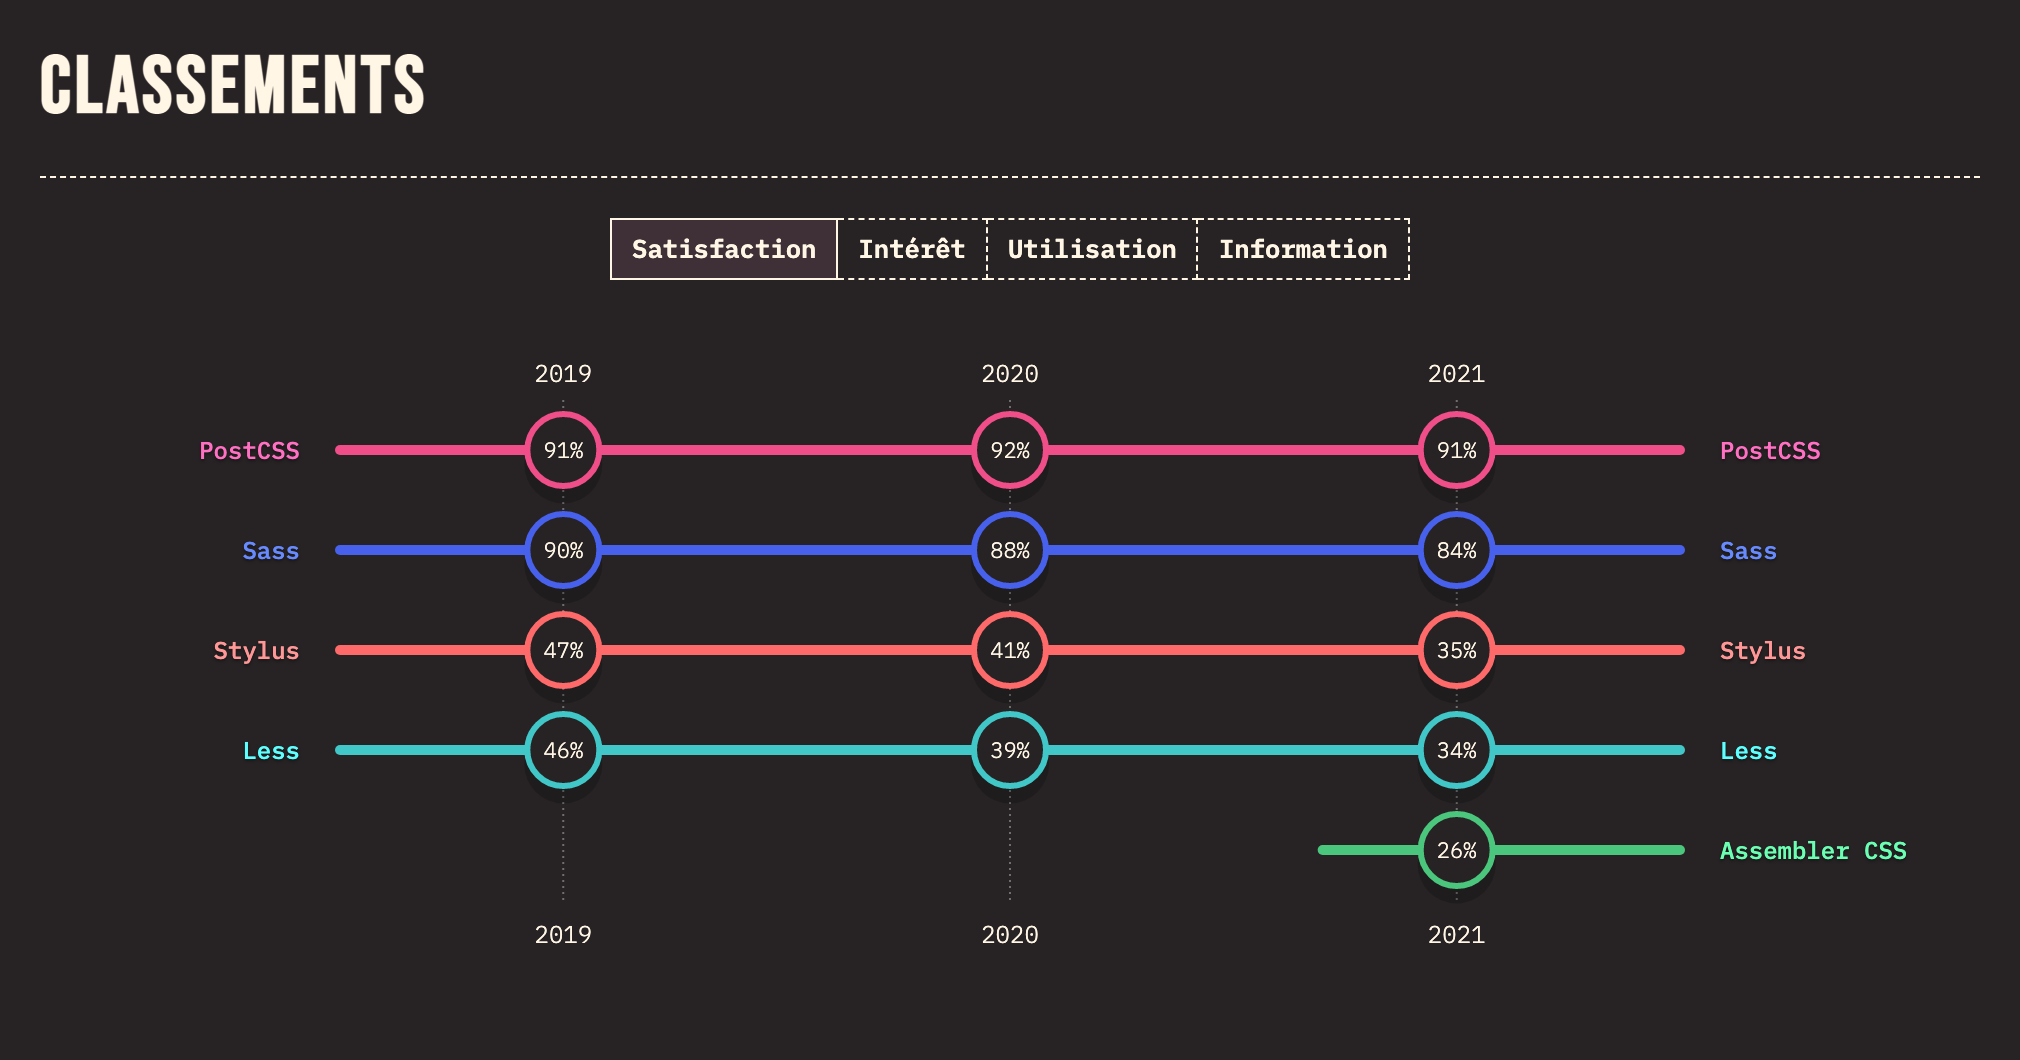 CLASSEMENTS
Satisfaction Intérêt Utilisation Information
2019 2020 2021
PostCSS 91% 92% 91% PostCSS
Sass 90% 88% 84% Sass
Stylus 47% 41% 35% Stylus
Less 46% 39% 34% Less
26% Assembler CSS
2019 2020 2021